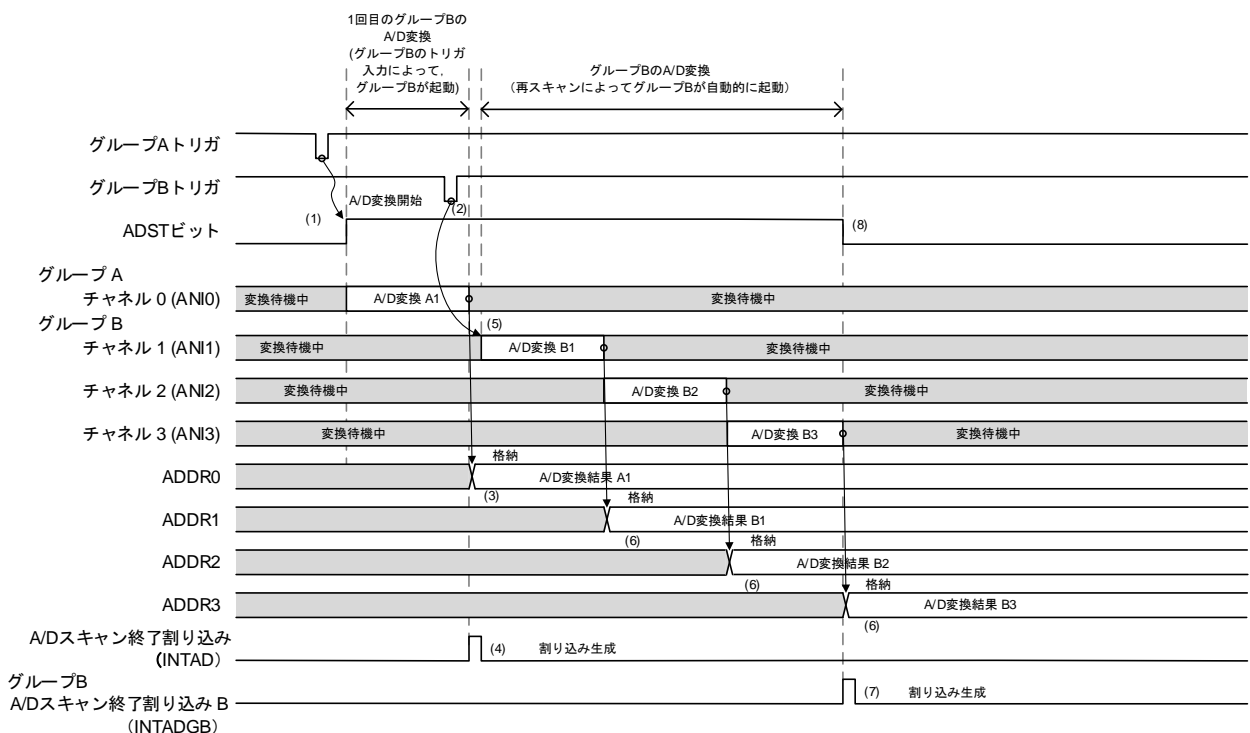 1回目のグループBの
A/D変換
(グループBのトリガ
入力によって,
グループBが起動)
グループBのA/D変換
（再スキャンによってグループBが自動的に起動）
グループAトリガ
グループBトリガ
A/D変換開始
(2)
(1)
ADSTビット
(8)
グループ A
チャネル 0 (ANI0)
変換待機中
A/D変換 A1
変換待機中
グループ B
(5)
チャネル 1 (ANI1)
変換待機中
A/D変換 B1
変換待機中
チャネル 2 (ANI2)
変換待機中
A/D変換 B2
変換待機中
チャネル 3 (ANI3)
変換待機中
A/D変換 B3
変換待機中
格納
ADDR0
A/D変換結果 A1
(3)
格納
ADDR1
A/D変換結果 B1
(6)
格納
ADDR2
A/D変換結果 B2
(6)
格納
ADDR3
A/D変換結果 B3
(6)
A/Dスキャン終了割り込み
（INTAD）
(4)
割り込み生成
グループB
A/Dスキャン終了割り込み B
（INTADGB）
(7)
割り込み生成